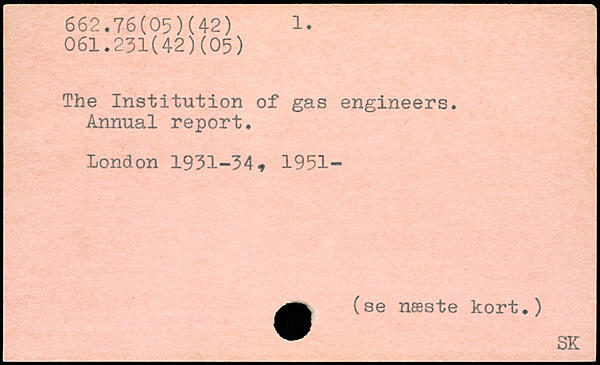 662.76(05)(42) 1.
061.231(42)(05)
The Institution of gas engineers.
Annual report.
London 1931-34, 1951-
(se næste kort.)
SK